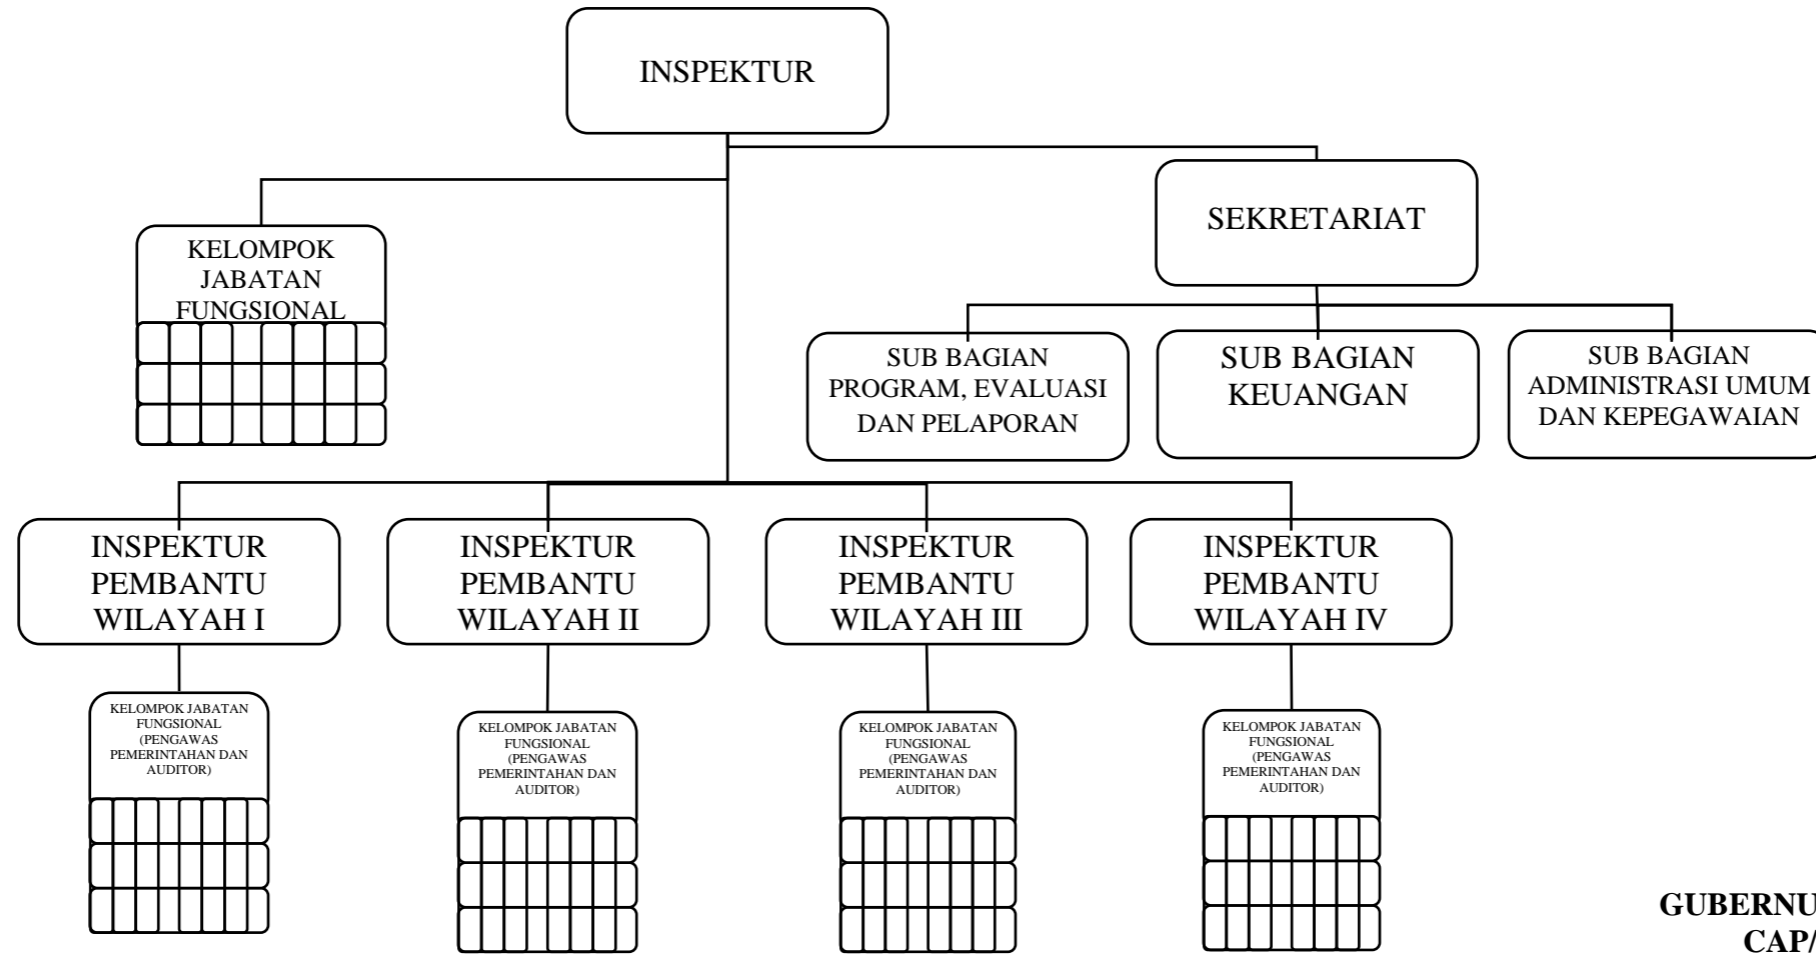 INSPEKTUR
SEKRETARIAT
KELOMPOK
JABATAN
FUNGSIONAL
SUB BAGIAN
PROGRAM, EVALUASI
DAN PELAPORAN
SUB BAGIAN
KEUANGAN
SUB BAGIAN
ADMINISTRASI UMUM
DAN KEPEGAWAIAN
INSPEKTUR
PEMBANTU
WILAYAH I
INSPEKTUR
PEMBANTU
WILAYAH II
INSPEKTUR
PEMBANTU
WILAYAH III
INSPEKTUR
PEMBANTU
WILAYAH IV
KELOMPOK JABATAN
FUNGSIONAL
(PENGAWAS
PEMERINTAHAN DAN
AUDITOR)
KELOMPOK JABATAN
FUNGSIONAL
(PENGAWAS
PEMERINTAHAN DAN
AUDITOR)
KELOMPOK JABATAN
FUNGSIONAL
(PENGAWAS
PEMERINTAHAN DAN
AUDITOR)
KELOMPOK JABATAN
FUNGSIONAL
(PENGAWAS
PEMERINTAHAN DAN
AUDITOR)
GUBERNU
CAP/